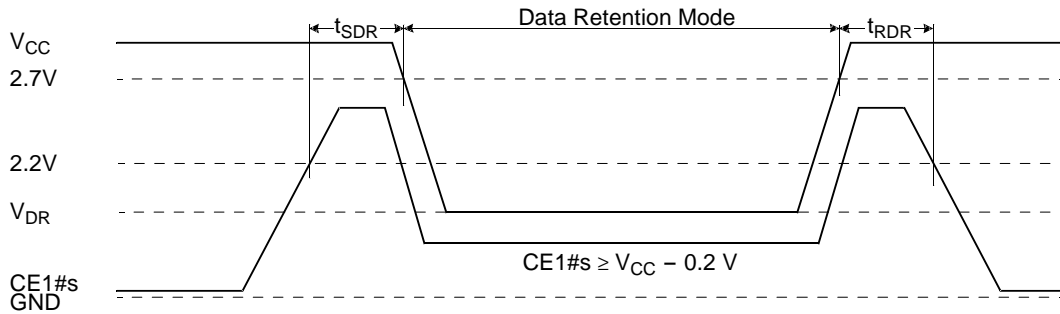 Data Retention Mode
tSDR
tRDR
VCC
2.7V
2.2V
VDR
CE1#s ≥ VCC − 0.2 V
CE1#s
GND